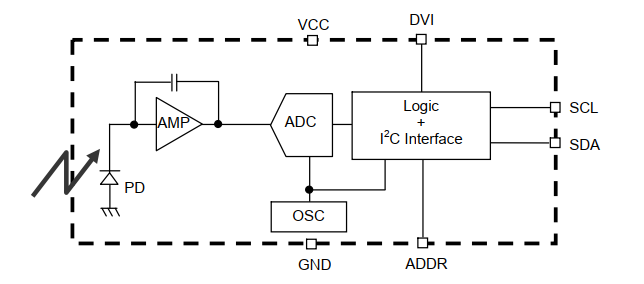 VCC
DVI
AMP
ADC
Logic
+
I²C Interface
SCL
SDA
PD
OSC
GND
ADDR